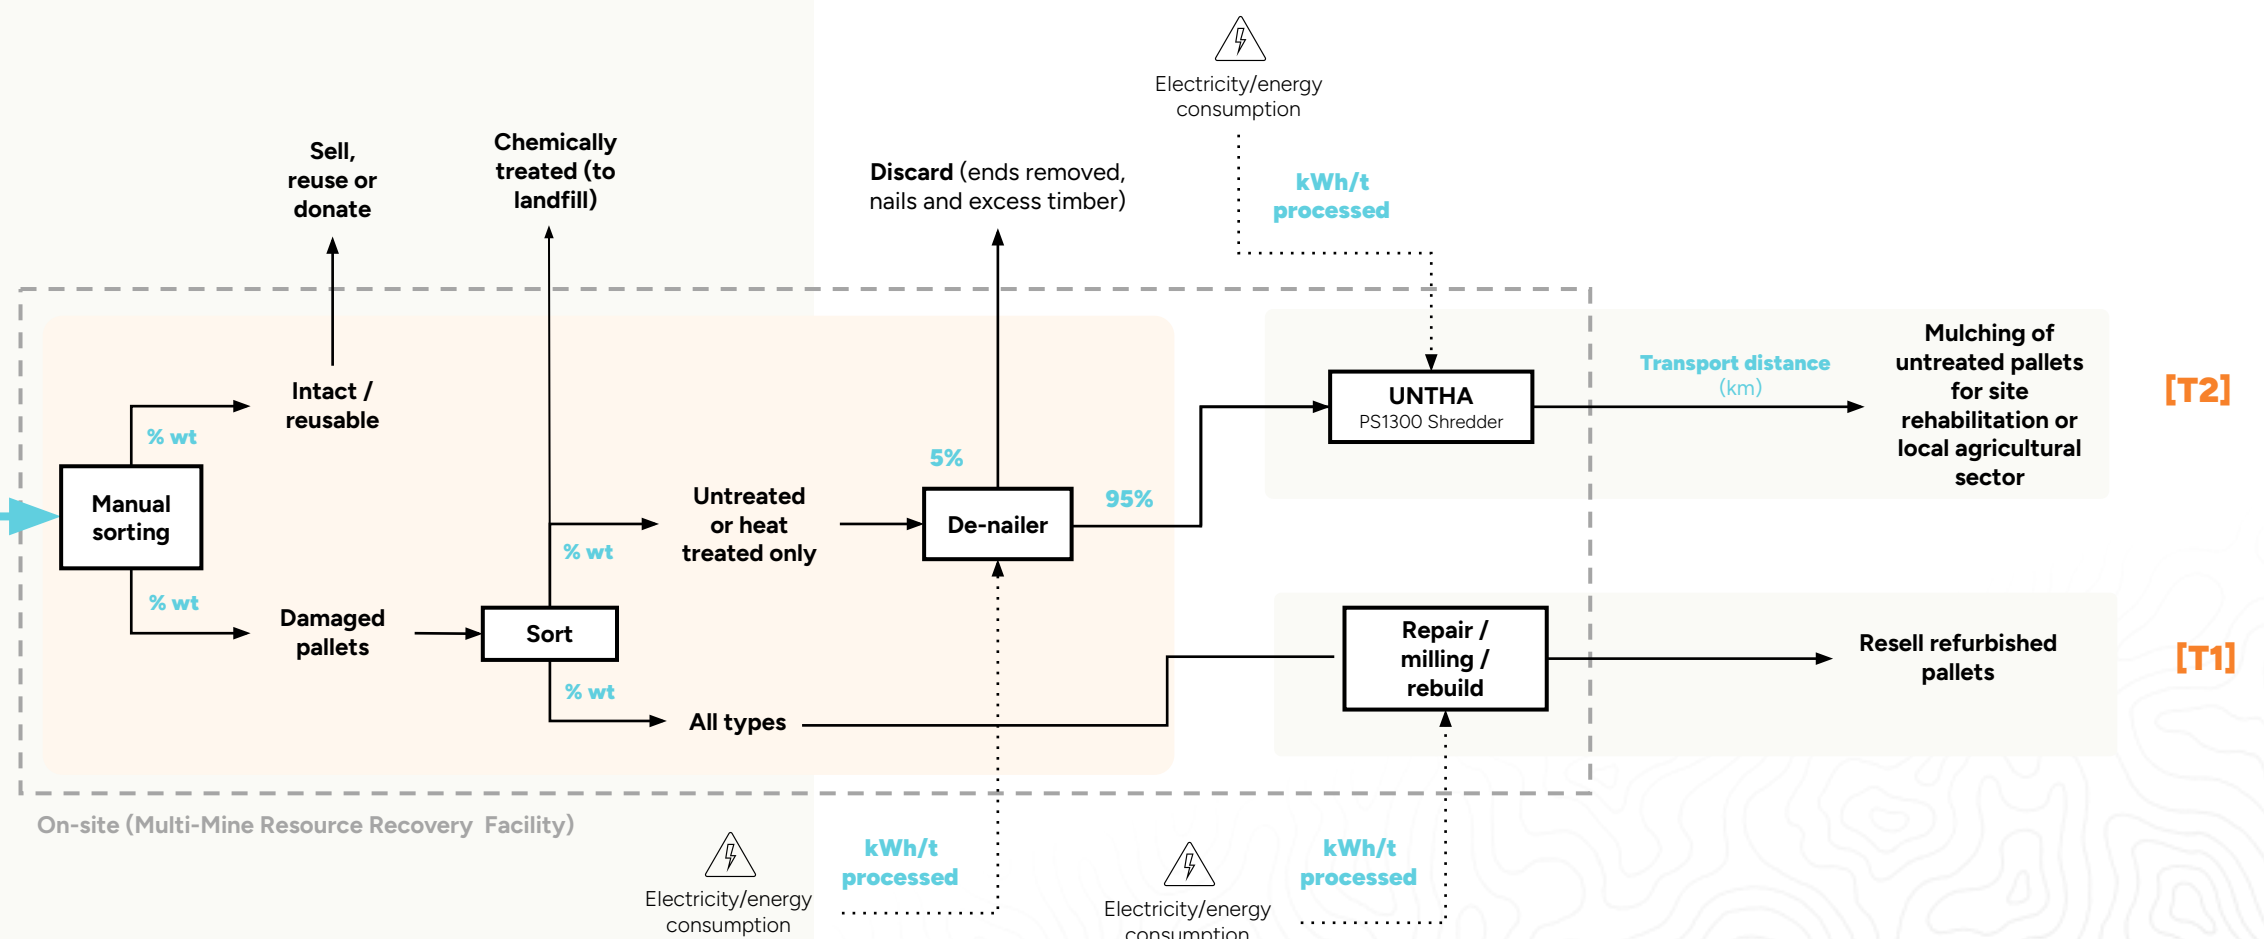 Electricity/energy
consumption
Sell,
reuse or
donate
Chemically
treated (to
landfill)
Discard (ends removed,
nails and excess timber)
kWh/t
processed
Intact /
reusable
% wt
Manual
sorting
% wt
Damaged
pallets
Sort
% wt
% wt
Untreated
or heat
treated only
All types
5%
De-nailer
95%
UNTHA
PS1300 Shredder
Transport distance
(km)
Mulching of
untreated pallets
for site
rehabilitation or
local agricultural
sector
[T2]
Repair /
milling /
rebuild
Resell refurbished
pallets
[T1]
On-site (Multi-Mine Resource Recovery Facility)
Electricity/energy
consumption
kWh/t
processed
Electricity/energy
consumption
kWh/t
processed